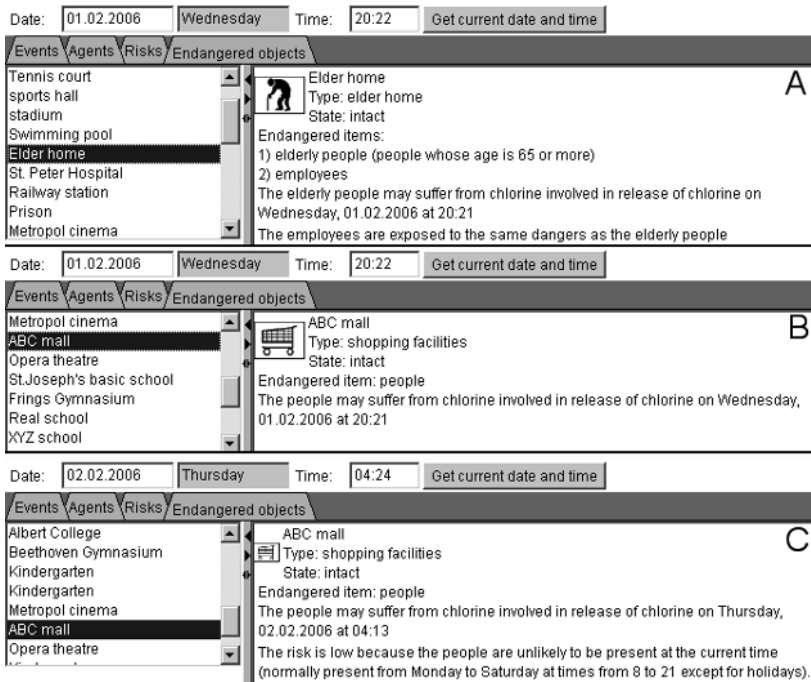 Date: 01.02.2006 Wednesday Time: 20:22 Get current date and time
Events Agents Risks Endangered objects
Tennis court
sports hall
stadium
Swimming pool
Elder home
St. Peter Hospital
Railway station
Prison
Metropol cinema
Elder home
Type: elder home
State: intact
Endangered items:
1) elderly people (people whose age is 65 or more)
2) employees
The elderly people may suffer from chlorine involved in release of chlorine on
Wednesday, 01.02.2006 at 20:21
The employees are exposed to the same dangers as the elderly people
A
Date: 01.02.2006 Wednesday Time: 20:22 Get current date and time
Events Agents Risks Endangered objects
Metropol cinema
ABC mall
Opera theatre
St.Joseph's basic school
Frings Gymnasium
Real school
XYZ school
ABC mall
Type: shopping facilities
State: intact
Endangered item: people
The people may suffer from chlorine involved in release of chlorine on Wednesday,
01.02.2006 at 20:21
B
Date: 02.02.2006 Thursday Time: 04:24 Get current date and time
Events Agents Risks Endangered objects
Albert College
Beethoven Gymnasium
Kindergarten
Kindergarten
Metropol cinema
ABC mall
Opera theatre
ABC mall
Type: shopping facilities
State: intact
Endangered item: people
The people may suffer from chlorine involved in release of chlorine on Thursday,
02.02.2006 at 04:13
The risk is low because the people are unlikely to be present at the current time
(normally present from Monday to Saturday at times from 8 to 21 except for holidays).
C